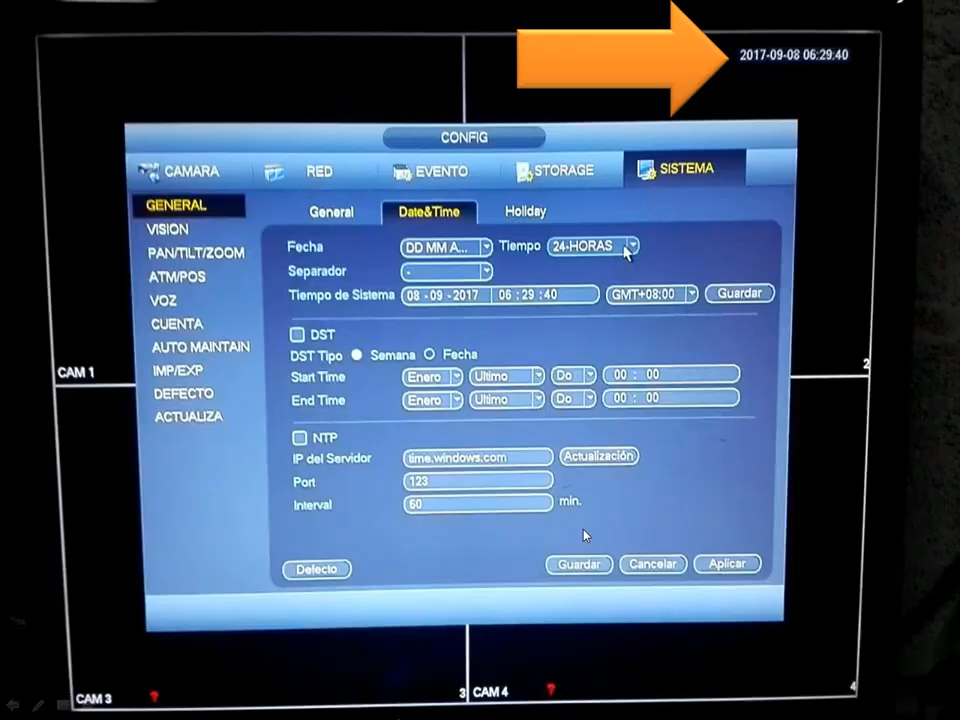 2017-09-08 06:29:40
CONFIG
CAMARA RED EVENTO STORAGE SISTEMA
GENERAL
VISION
PAN/TILT/ZOOM
ATM/POS
VOZ
CUENTA
AUTO MAINTAIN
IMP/EXP
DEFECTO
ACTUALIZA
General Date&Time Holiday
Fecha DD MM A... Tiempo 24-HORAS
Separador -
Tiempo de Sistema 08 -09 -2017 06 : 29 : 40 GMT+08:00 Guardar
DST
DST Tipo Semana Fecha
Start Time Enero Ultimo Do 00 : 00
End Time Enero Ultimo Do 00 : 00
NTP
IP del Servidor time.windows.com Actualización
Port 123
Interval 60 min.
Defecto Guardar Cancelar Aplicar
CAM 1 2
CAM 3 3 CAM 4 4